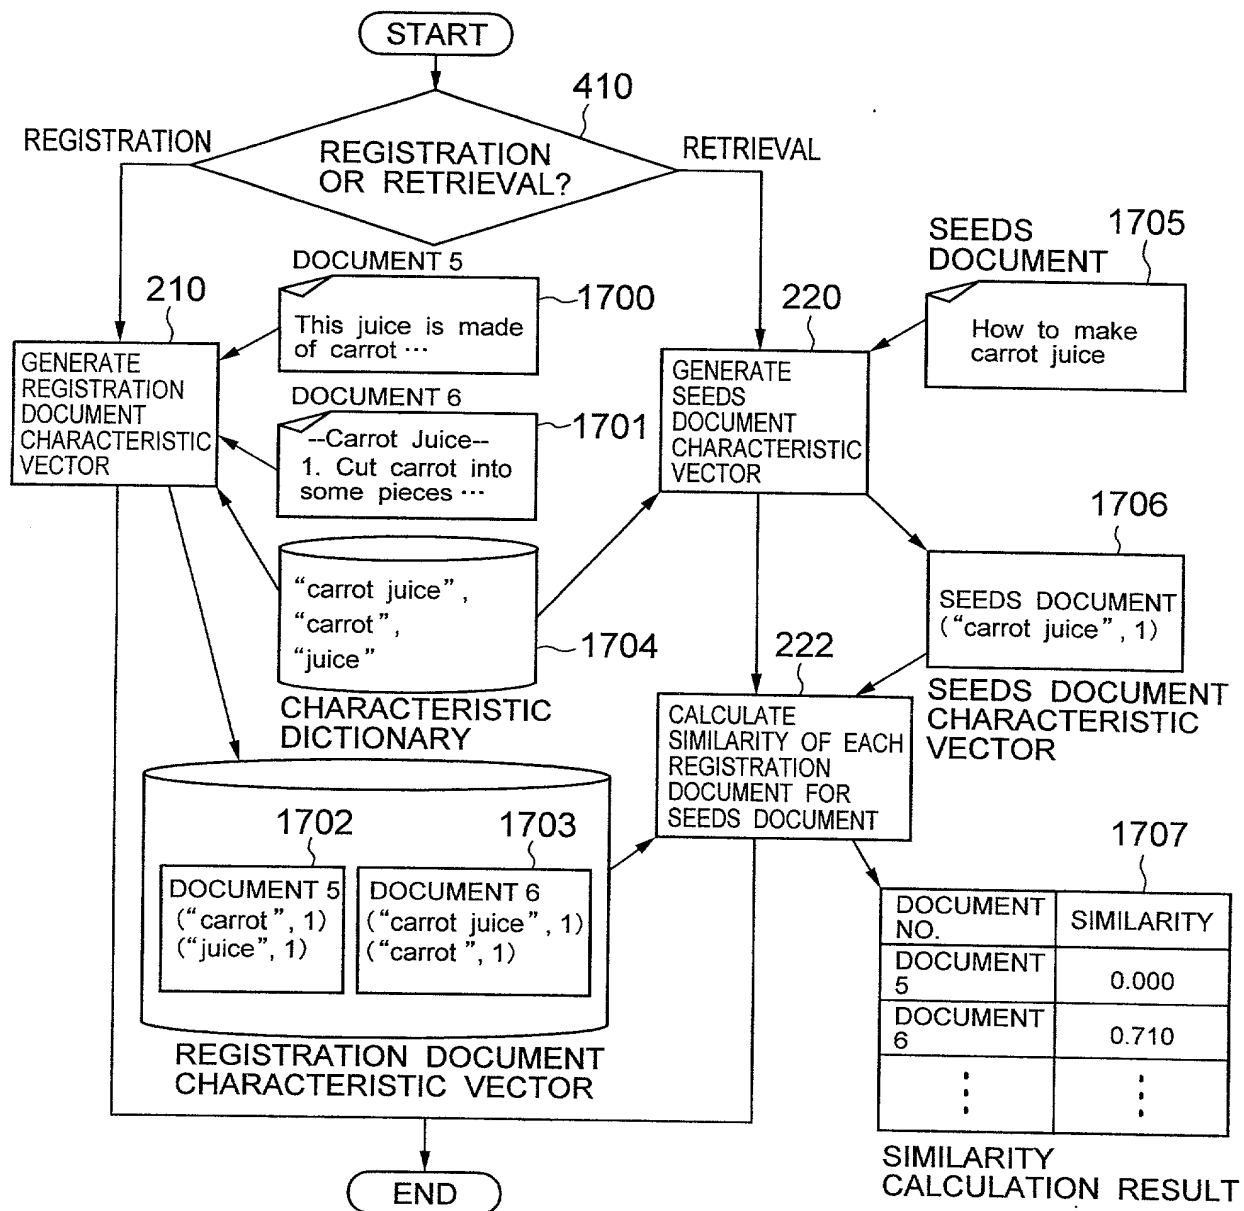 START
410
REGISTRATION
REGISTRATION
OR RETRIEVAL?
RETRIEVAL
DOCUMENT 5
1700
This juice is made
of carrot ...
210
GENERATE
REGISTRATION
DOCUMENT
CHARACTERISTIC
VECTOR
DOCUMENT 6
1701
--Carrot Juice--
1. Cut carrot into
some pieces ...
"carrot juice",
"carrot",
"juice"
1704
CHARACTERISTIC
DICTIONARY
220
GENERATE
SEEDS
DOCUMENT
CHARACTERISTIC
VECTOR
SEEDS
DOCUMENT
1705
How to make
carrot juice
1706
SEEDS DOCUMENT
("carrot juice", 1)
SEEDS DOCUMENT
CHARACTERISTIC
VECTOR
222
CALCULATE
SIMILARITY OF EACH
REGISTRATION
DOCUMENT FOR
SEEDS DOCUMENT
1702
DOCUMENT 5
("carrot", 1)
("juice", 1)
1703
DOCUMENT 6
("carrot juice", 1)
("carrot", 1)
REGISTRATION DOCUMENT
CHARACTERISTIC VECTOR
1707
DOCUMENT
NO.
SIMILARITY
DOCUMENT
5
0.000
DOCUMENT
6
0.710
SIMILARITY
CALCULATION RESULT
END